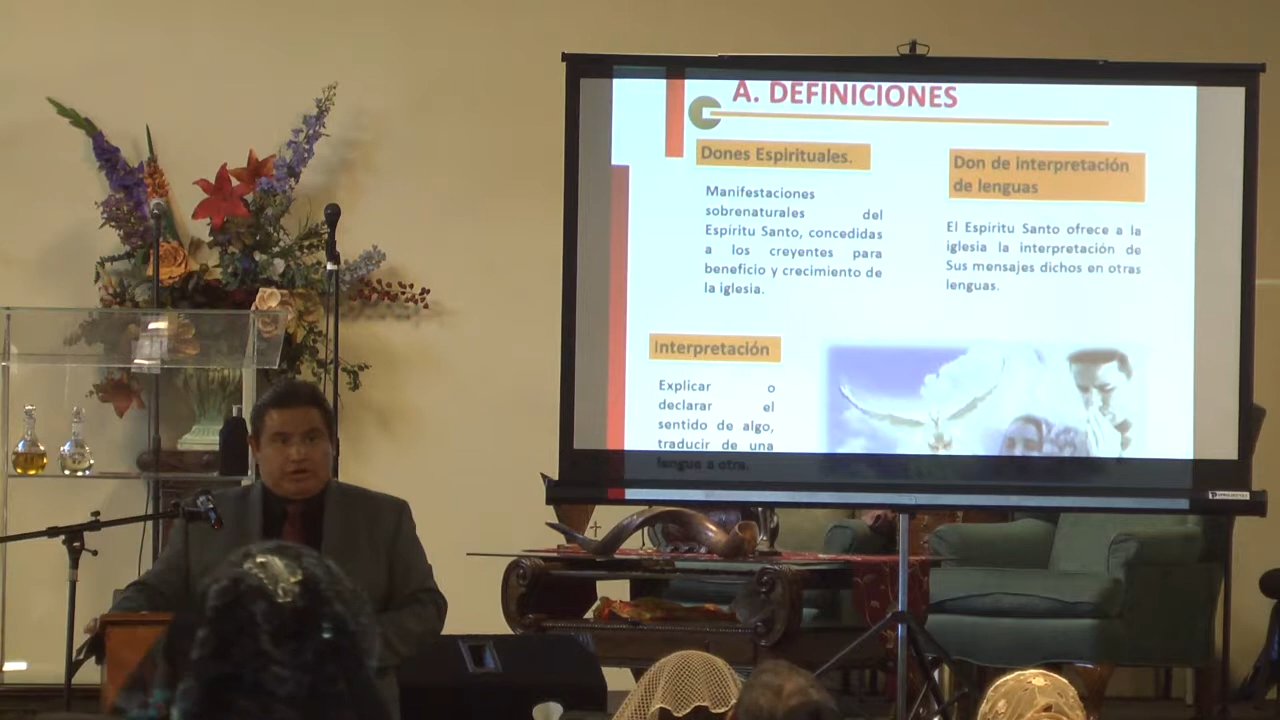 A. DEFINICIONES
Dones Espirituales.
Manifestaciones
sobrenaturales del
Espíritu Santo, concedidas
a los creyentes para
beneficio y crecimiento de
la iglesia.
Don de interpretación
de lenguas
El Espíritu Santo ofrece a la
iglesia la interpretación de
Sus mensajes dichos en otras
lenguas.
Interpretación
Explicar o
declarar el
sentido de algo,
traducir de una
lengua a otra.